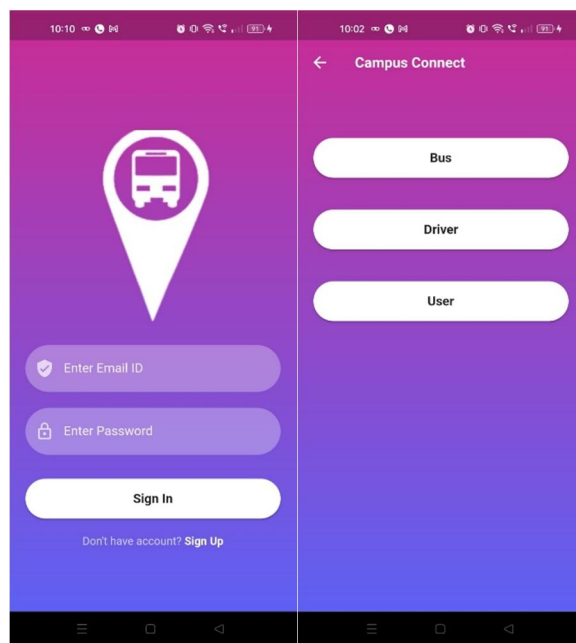 10:10
91
Enter Email ID
Enter Password
Sign In
Don't have account? Sign Up
10:02
91
Campus Connect
Bus
Driver
User